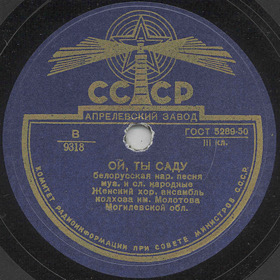 СССР
АПРЕЛЕВСКИЙ ЗАВОД
В
9318
ГОСТ 5289-50
III кл.
ОЙ, ТЫ САДУ
белорусская нар. песня
муз. и сл. народные
Женский хор. ансамбль
колхоза им. Молотова
Могилевской обл.
КОМИТЕТ РАДИОИНФОРМАЦИИ ПРИ СОВЕТЕ МИНИСТРОВ С.С.С.Р.